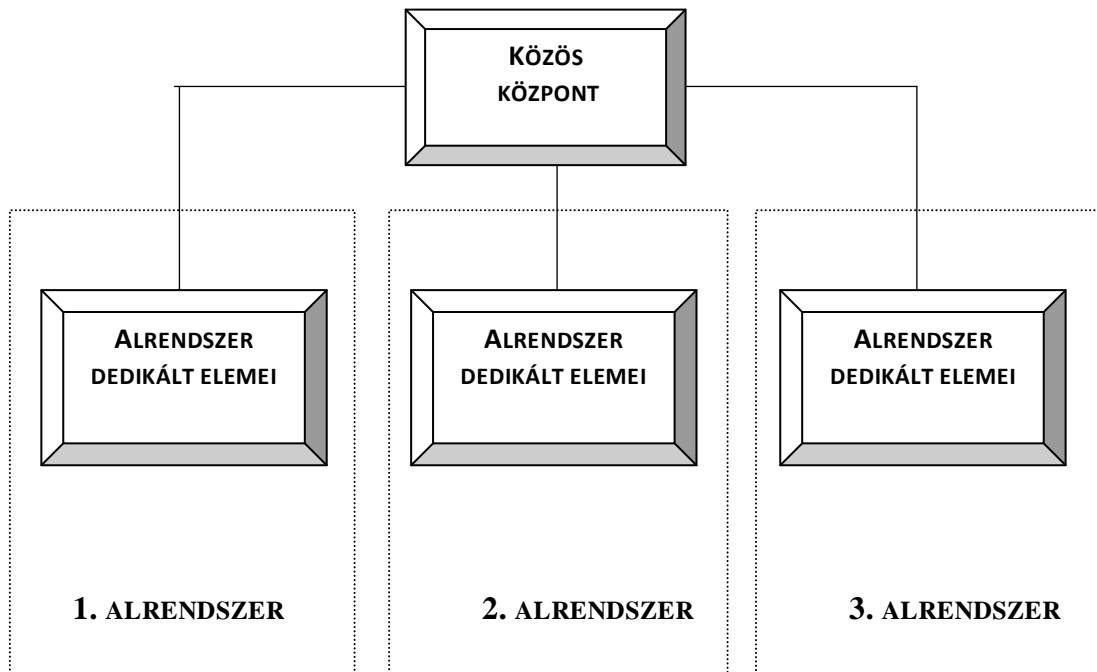 KÖZÖS
KÖZPONT
ALRENDSZER
DEDIKÁLT ELEMEI
ALRENDSZER
DEDIKÁLT ELEMEI
ALRENDSZER
DEDIKÁLT ELEMEI
1. ALRENDSZER
2. ALRENDSZER
3. ALRENDSZER